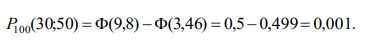 P₁₀₀(30;50) = Φ(9,8) − Φ(3,46) = 0,5 − 0,499 = 0,001.